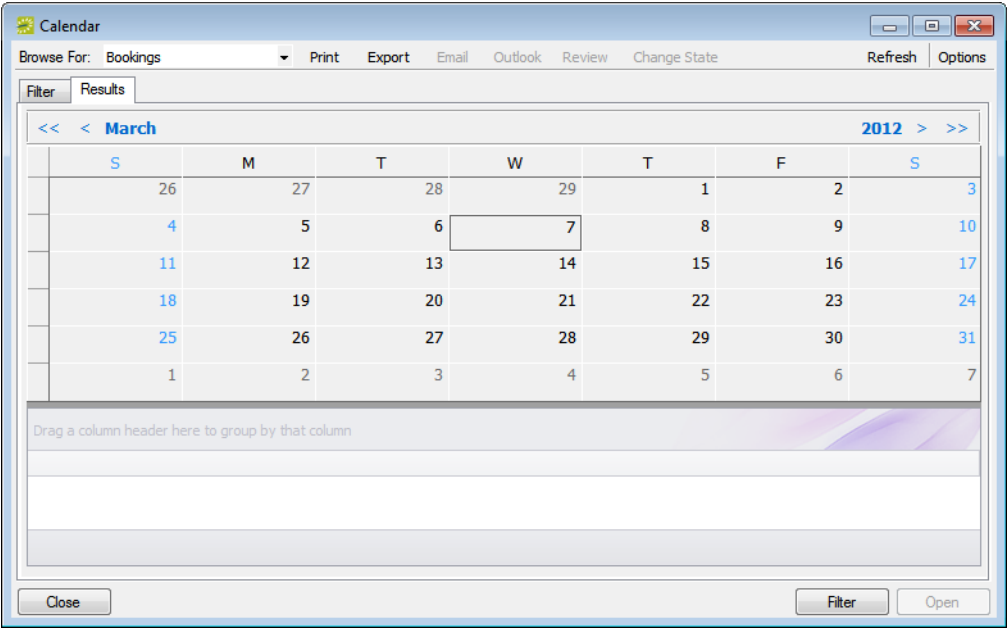 Calendar
Browse For: Bookings Print Export Email Outlook Review Change State Refresh Options
Filter Results
<< < March 2012 > >>
S M T W T F S
26 27 28 29 1 2 3
4 5 6 7 8 9 10
11 12 13 14 15 16 17
18 19 20 21 22 23 24
25 26 27 28 29 30 31
1 2 3 4 5 6 7
Drag a column header here to group by that column
Close Filter Open